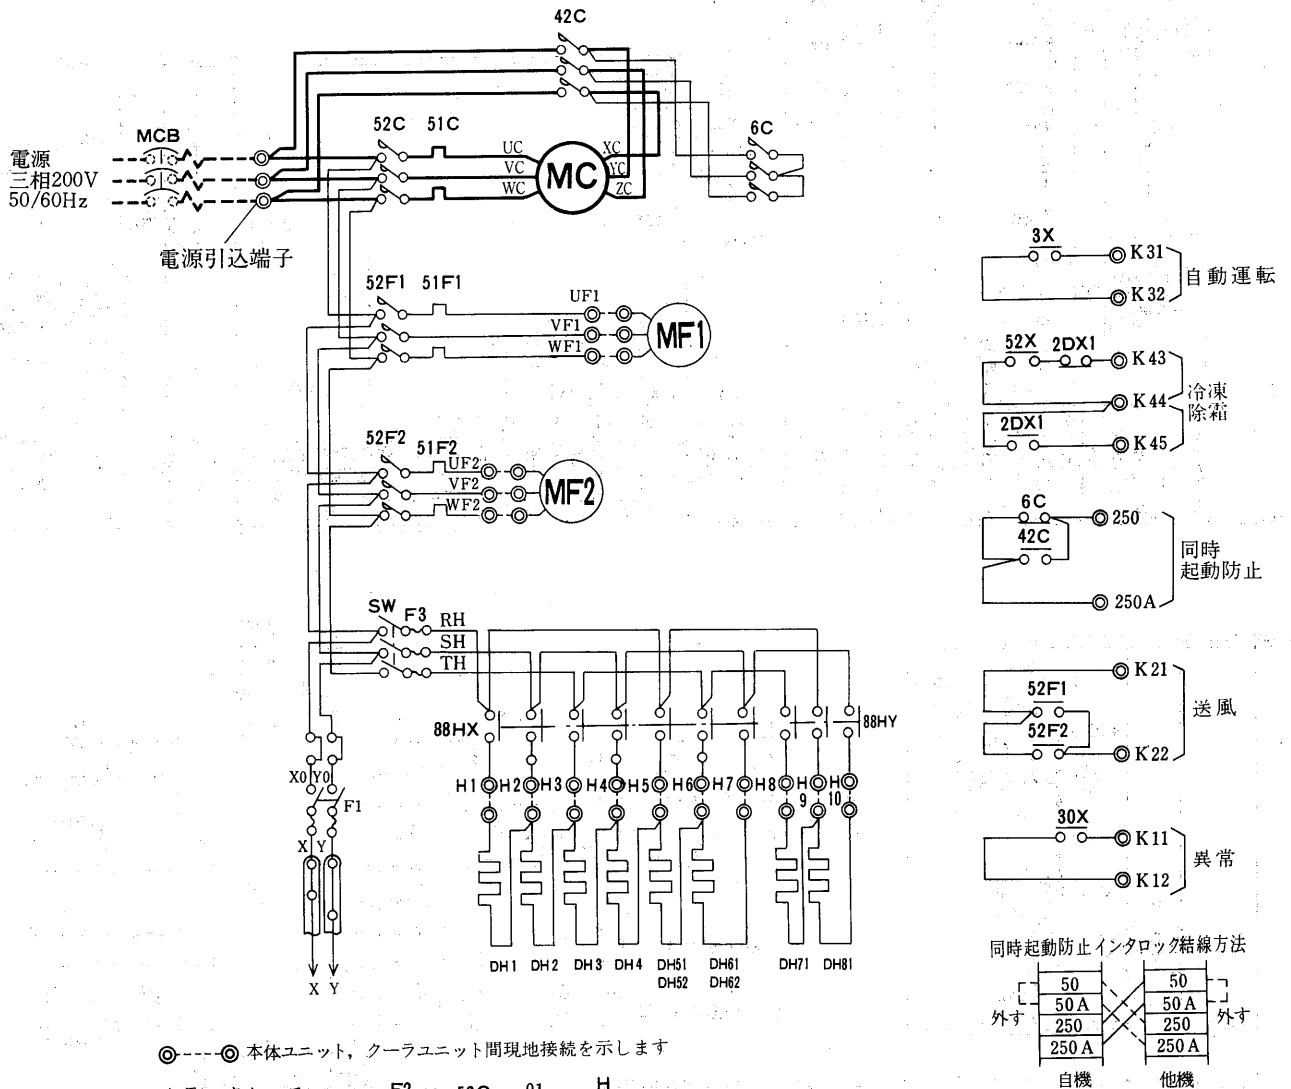 42C
MCB
52C
51C
6C
電源
三相200V
50/60Hz
UC
VC
WC
MC
XC
YC
ZC
電源引込端子
52F1
51F1
UF1
VF1
WF1
MF1
52F2
51F2
UF2
VF2
WF2
MF2
SW
F3
RH
SH
TH
88HX
88HY
X0 Y0
F1
X Y
H1 H2 H3 H4 H5 H6 H7 H8 H9 H10
DH1 DH2 DH3 DH4 DH51 DH61 DH71 DH81
DH52 DH62
X Y
3X
K31
K32
自動運転
52X 2DX1
K43
K44
冷凍
除霜
2DX1
K45
6C
250
42C
同時
起動防止
250A
K21
52F1
送風
52F2
K22
30X
K11
異常
K12
同時起動防止インタロック結線方法
50 50
50A 50A
外す 外す
250 250
250A 250A
自機 他機
本体ユニット，クーラユニット間現地接続を示します